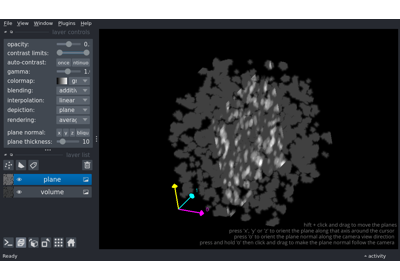 File View Window Plugins Help
layer controls
opacity: 0.
contrast limits:
auto-contrast: once
gamma: 1.
colormap:
blending:
interpolation: linear
depiction: plane
rendering:
plane normal: x y z
plane thickness: 10
layer list
plane
volume
shift + click and drag to move the plane
press 'x', 'y' or 'z' to orient the plane along that axis around the cursor
press 'o' to orient the plane normal along the camera view direction
press and hold 'o' then click and drag to make the plane normal follow the camera
Ready
activity